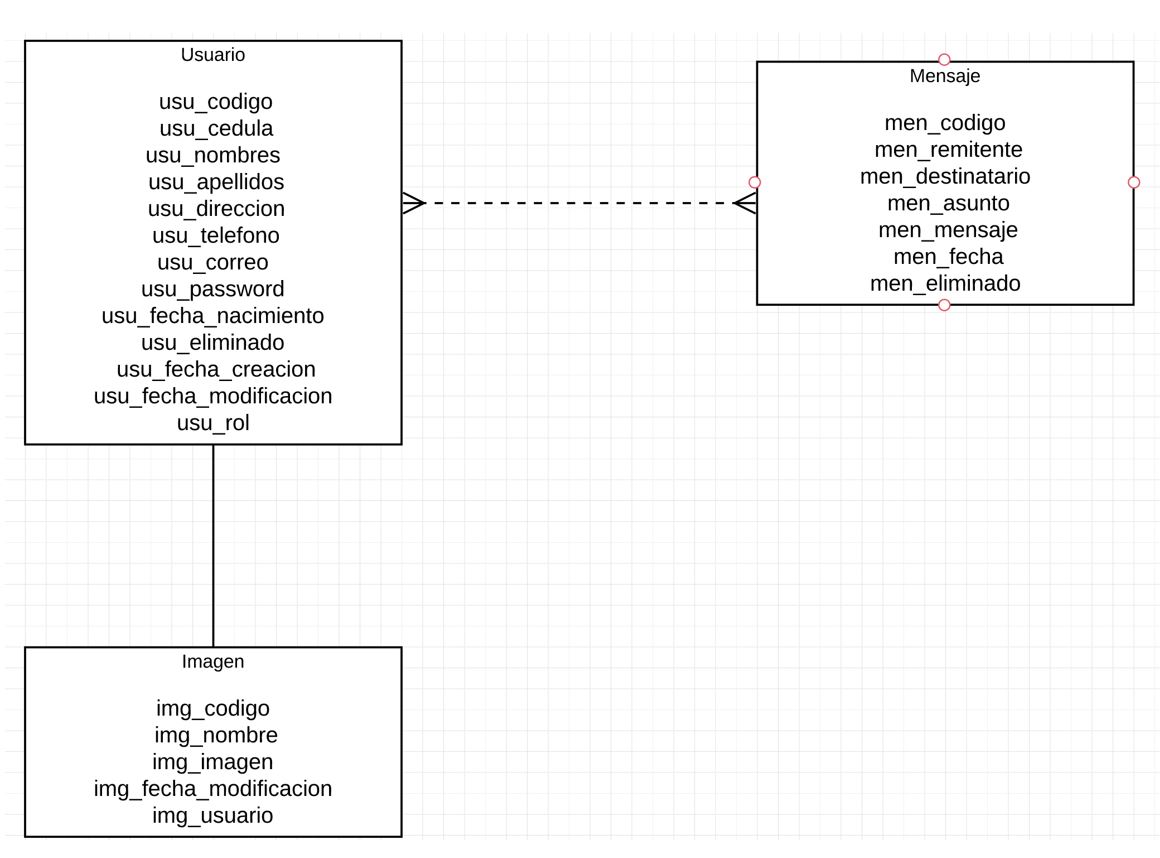 Usuario
usu_codigo
usu_cedula
usu_nombres
usu_apellidos
usu_direccion
usu_telefono
usu_correo
usu_password
usu_fecha_nacimiento
usu_eliminado
usu_fecha_creacion
usu_fecha_modificacion
usu_rol
Mensaje
men_codigo
men_remitente
men_destinatario
men_asunto
men_mensaje
men_fecha
men_eliminado
Imagen
img_codigo
img_nombre
img_imagen
img_fecha_modificacion
img_usuario